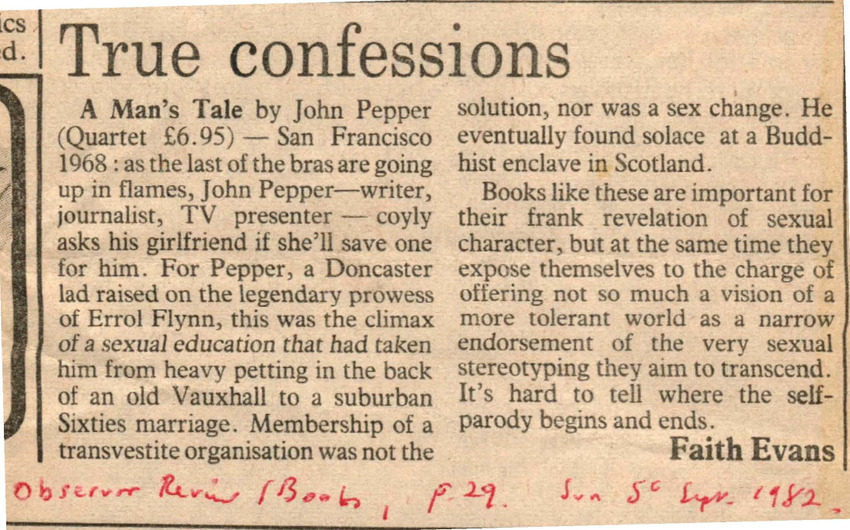 ics
ed.
True confessions
A Man's Tale by John Pepper
(Quartet £6.95) — San Francisco
1968 : as the last of the bras are going
up in flames, John Pepper—writer,
journalist, TV presenter — coyly
asks his girlfriend if she'll save one
for him. For Pepper, a Doncaster
lad raised on the legendary prowess
of Errol Flynn, this was the climax
of a sexual education that had taken
him from heavy petting in the back
of an old Vauxhall to a suburban
Sixties marriage. Membership of a
transvestite organisation was not the
solution, nor was a sex change. He
eventually found solace at a Budd-
hist enclave in Scotland.
Books like these are important for
their frank revelation of sexual
character, but at the same time they
expose themselves to the charge of
offering not so much a vision of a
more tolerant world as a narrow
endorsement of the very sexual
stereotyping they aim to transcend.
It's hard to tell where the self-
parody begins and ends.
Faith Evans
Observer Review / Books, p.29. Sun 5 Sept. 1982.